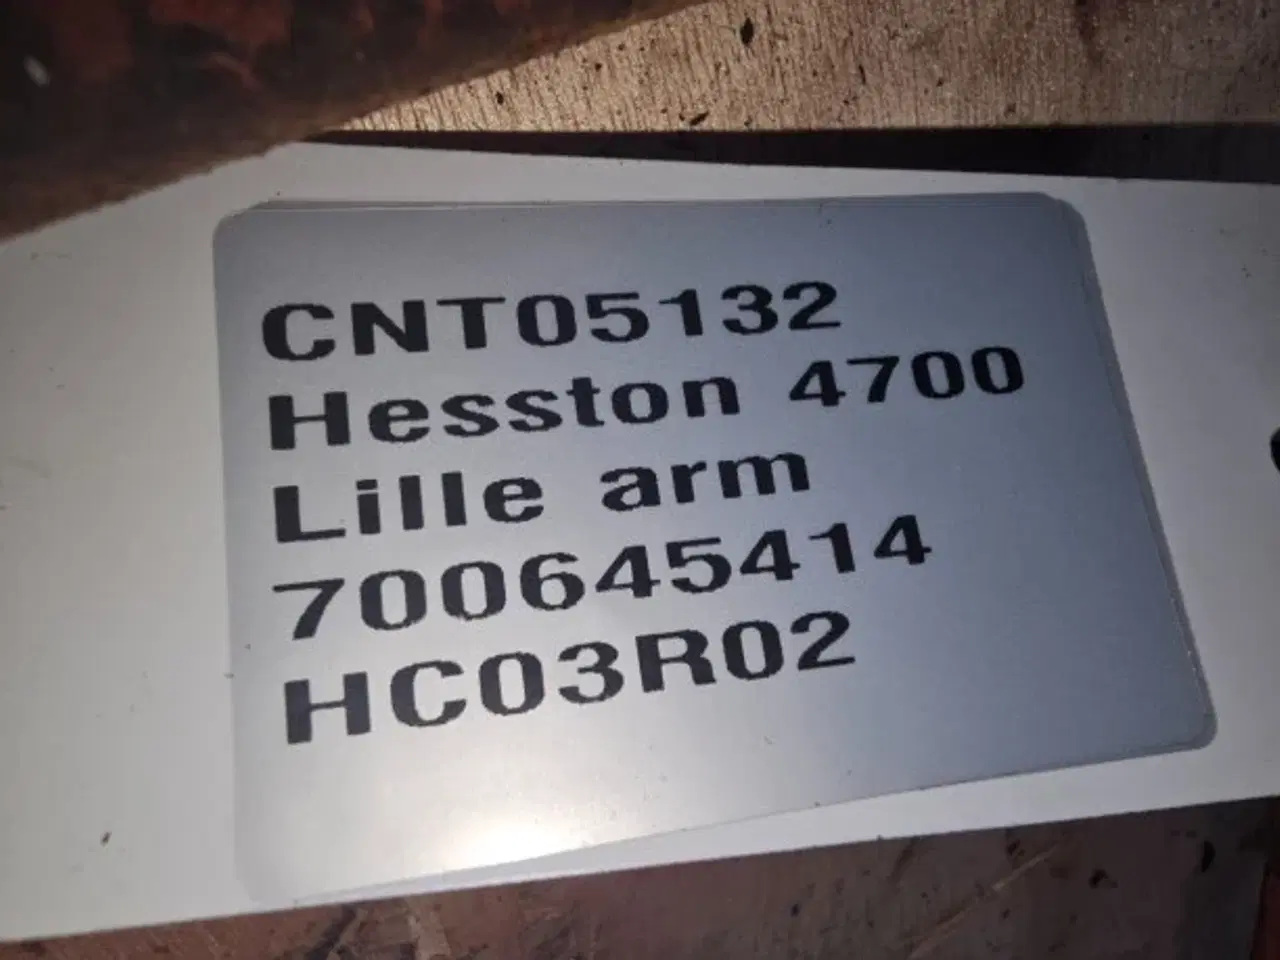 CNT05132
Hesston 4700
Lille arm
700645414
HC03R02